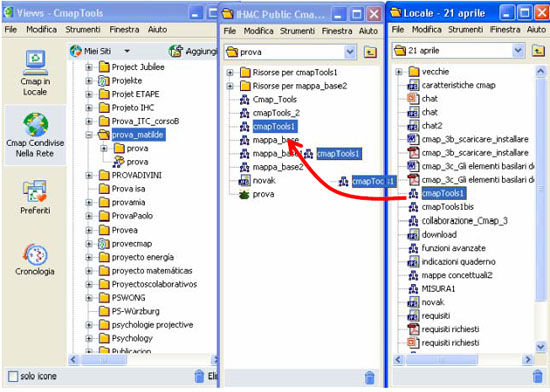 Views - CmapTools
File Modifica Strumenti Finestra Aiuto
Miei Siti
Aggiungi
Cmap in
Locale
Cmap Condivise
Nella Rete
Preferiti
Cronologia
Project Jubilee
Projekte
Projet ETAPE
Projeto IHC
Prova_ITC_corsoB
prova_matilde
prova
prova
PROVADIVINI
Prova isa
provamia
ProvaPaolo
Provea
provecmap
proyecto energía
proyecto matemáticas
Proyectoscolaborativos
PSWONG
PS-Würzburg
psychologie projective
Psychology
Publicacion
solo icone
Eli
IHMC Public Cma...
File Modifica Strumenti Finestra Aiuto
prova
Risorse per cmapTools1
Risorse per mappa_base2
Cmap_Tools
cmapTools_2
cmapTools1
mappa_base
mappa_base
cmapTools1
mappa_base2
novak
cmapTools1
prova
Locale - 21 aprile
File Modifica Strumenti Finestra Aiuto
21 aprile
vecchie
caratteristiche cmap
chat
chat
chat2
cmap_3b_scaricare_installare
cmap_3b_scaricare_installare
cmap_3c_Gli elementi basilari de
cmap_3c_Gli elementi basilari di
cmapTools1
cmapTools1bis
collaborazione_Cmap_3
download
funzioni avanzate
indicazioni quaderno
mappe concettuali2
MISURA1
novak
requisiti
requisiti richiesti
requisiti richiesti